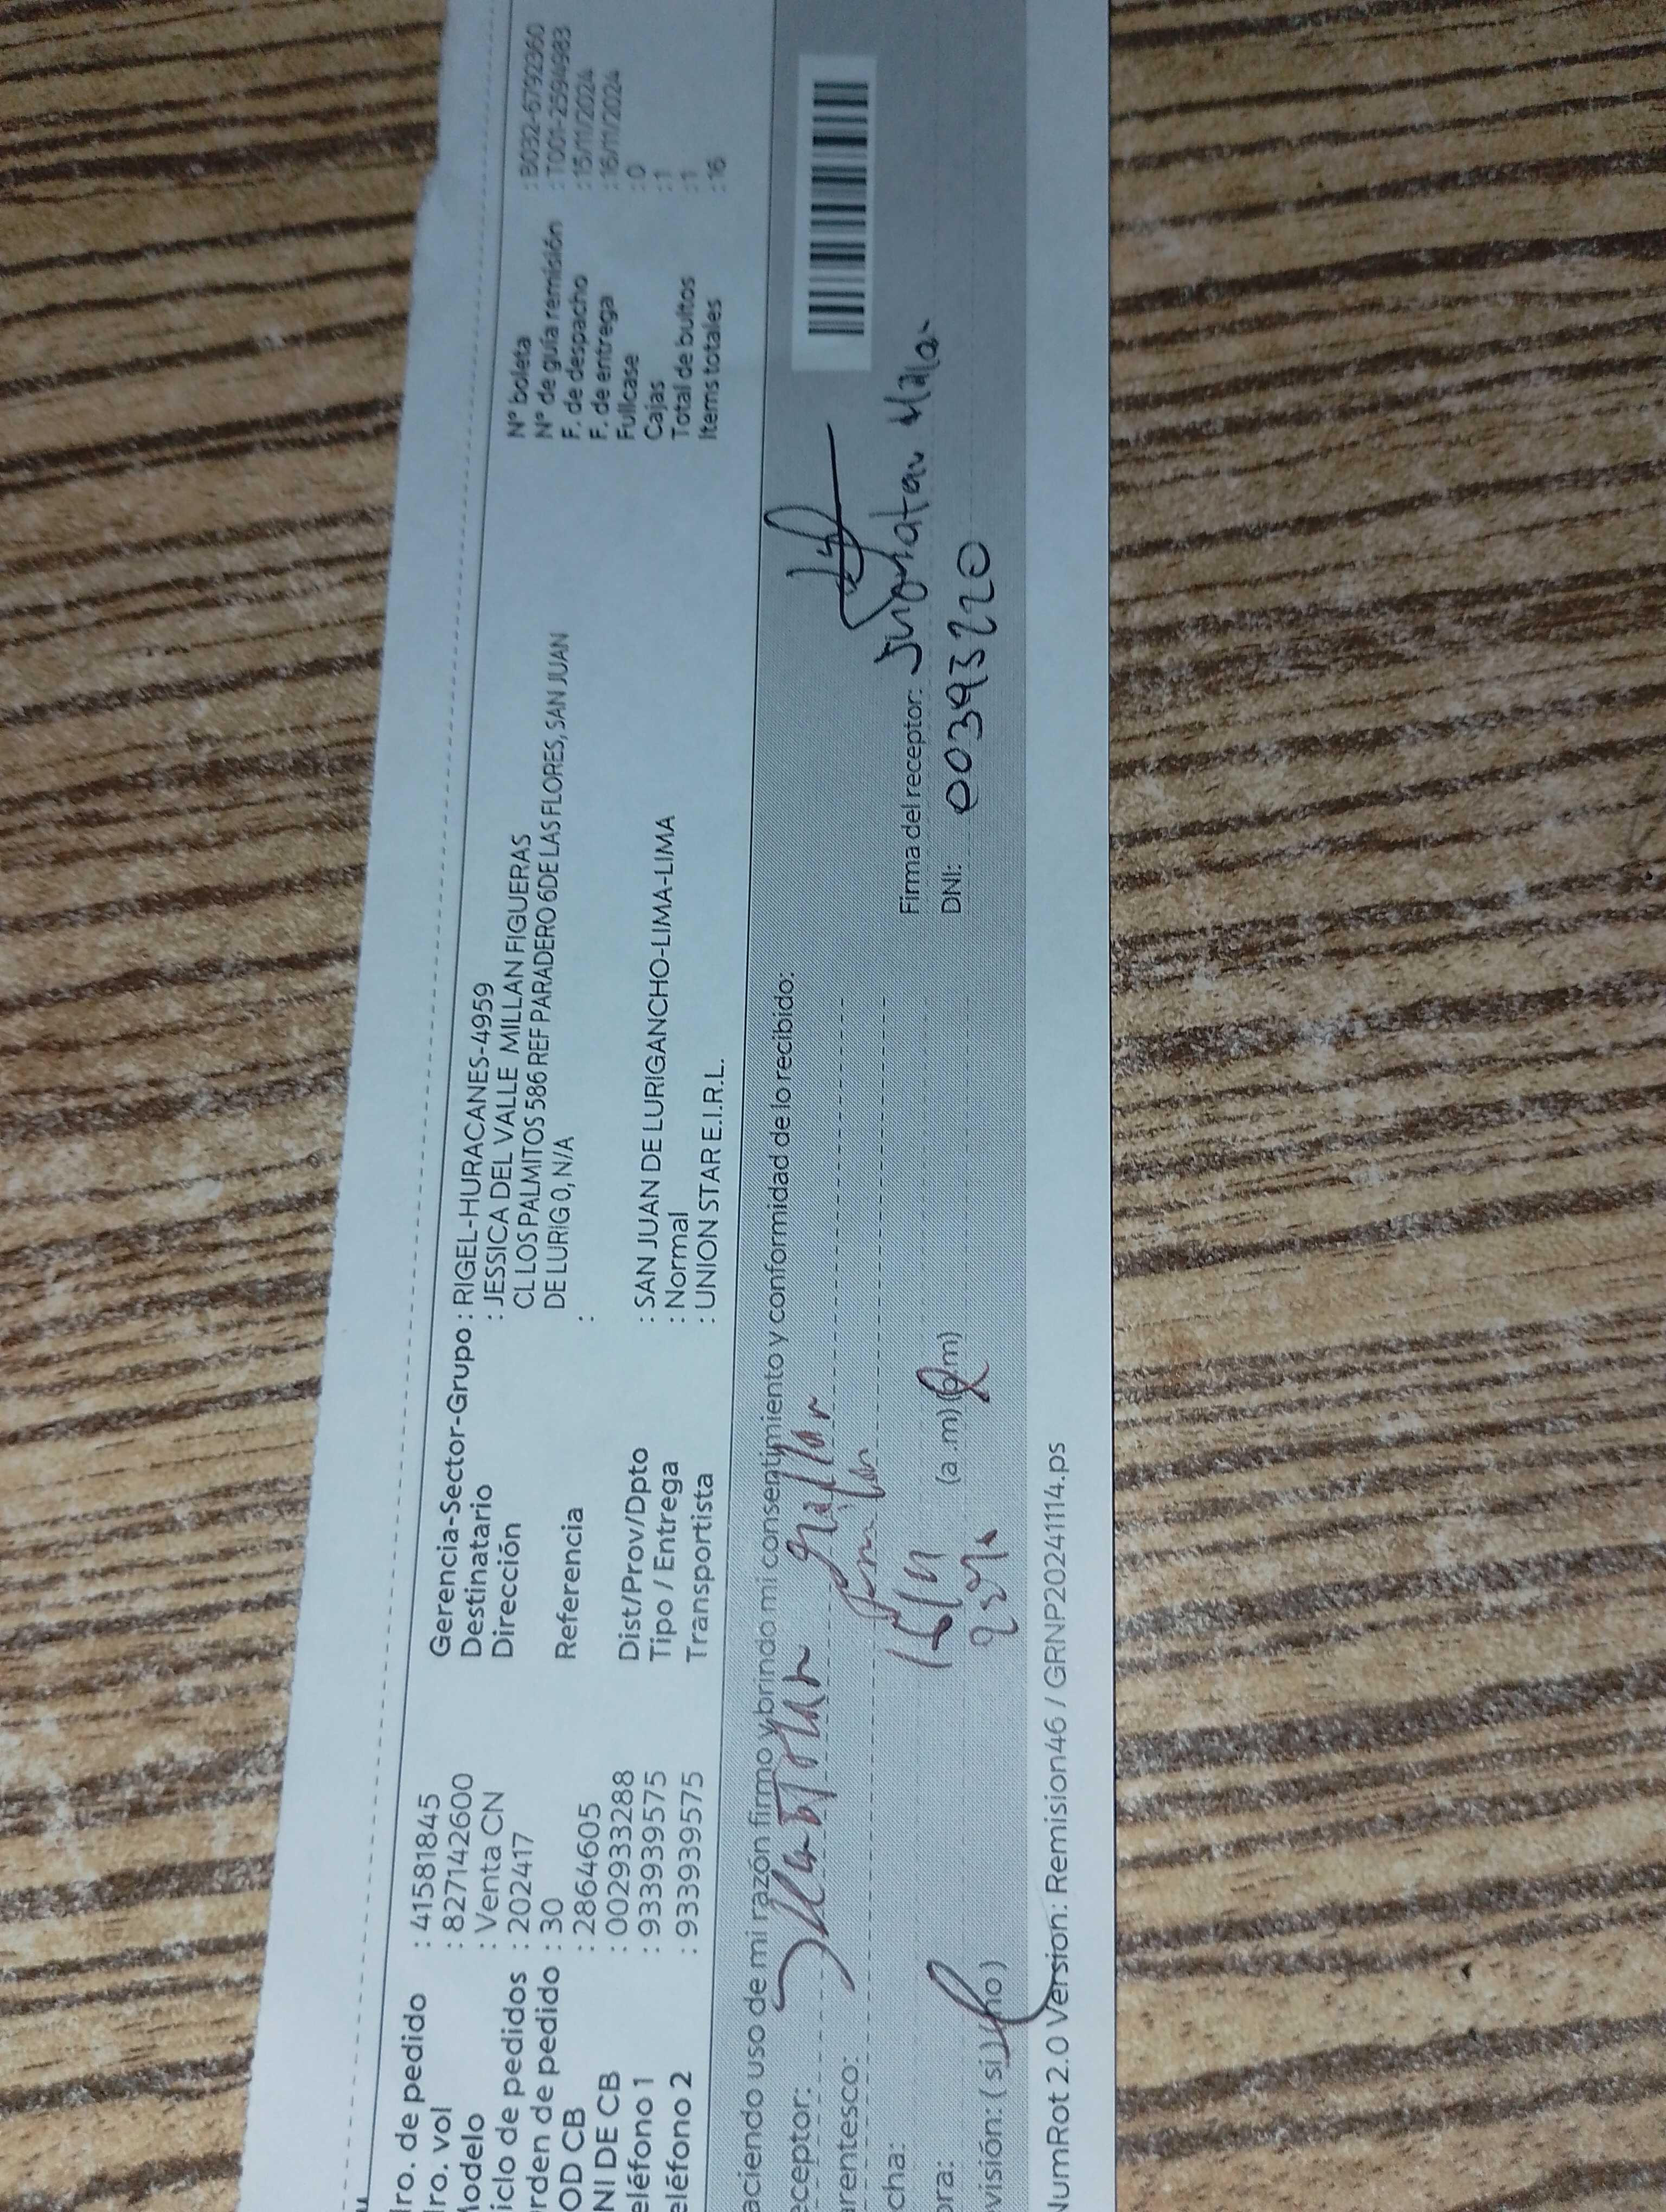 ro. de pedido : 415811845
ro. vol : 8271142600
odelo : Venta CN
iclo de pedidos : 202417
rden de pedido : 30
OD CB : 2864605
NI DE CB : 002933288
eléfono 1 : 933939575
eléfono 2 : 933939575
Gerencia-Sector-Grupo : RIGEL-HURACANES-4959
Destinatario : JESSICA DEL VALLE MILLAN FIGUERAS
Dirección CL LOS PALMITOS 586 REF PARADERO 6DE LAS FLORES, SAN JUAN
DE LURIG 0, N/A
Referencia :
Dist/Prov/Dpto : SAN JUAN DE LURIGANCHO-LIMA-LIMA
Tipo / Entrega : Normal
Transportista : UNION STAR E.I.R.L.
N° boleta : B032-6792360
N° de guía remisión : T001-2594983
F. de despacho : 15/11/2024
F. de entrega : 16/11/2024
Fullcase : 0
Cajas : 1
Total de bultos : 1
Items totales : 16
aciendo uso de mi razón firmo y brindo mi consentimiento y conformidad de lo recibido:
eceptor:
arentesco:
cha: 16/11
ora: (a.m) (p.m)
visión: (si) (no)
Firma del receptor:
DNI: 00393220
NumRot 2.0 Version: Remision46 / GRNP20241114.ps